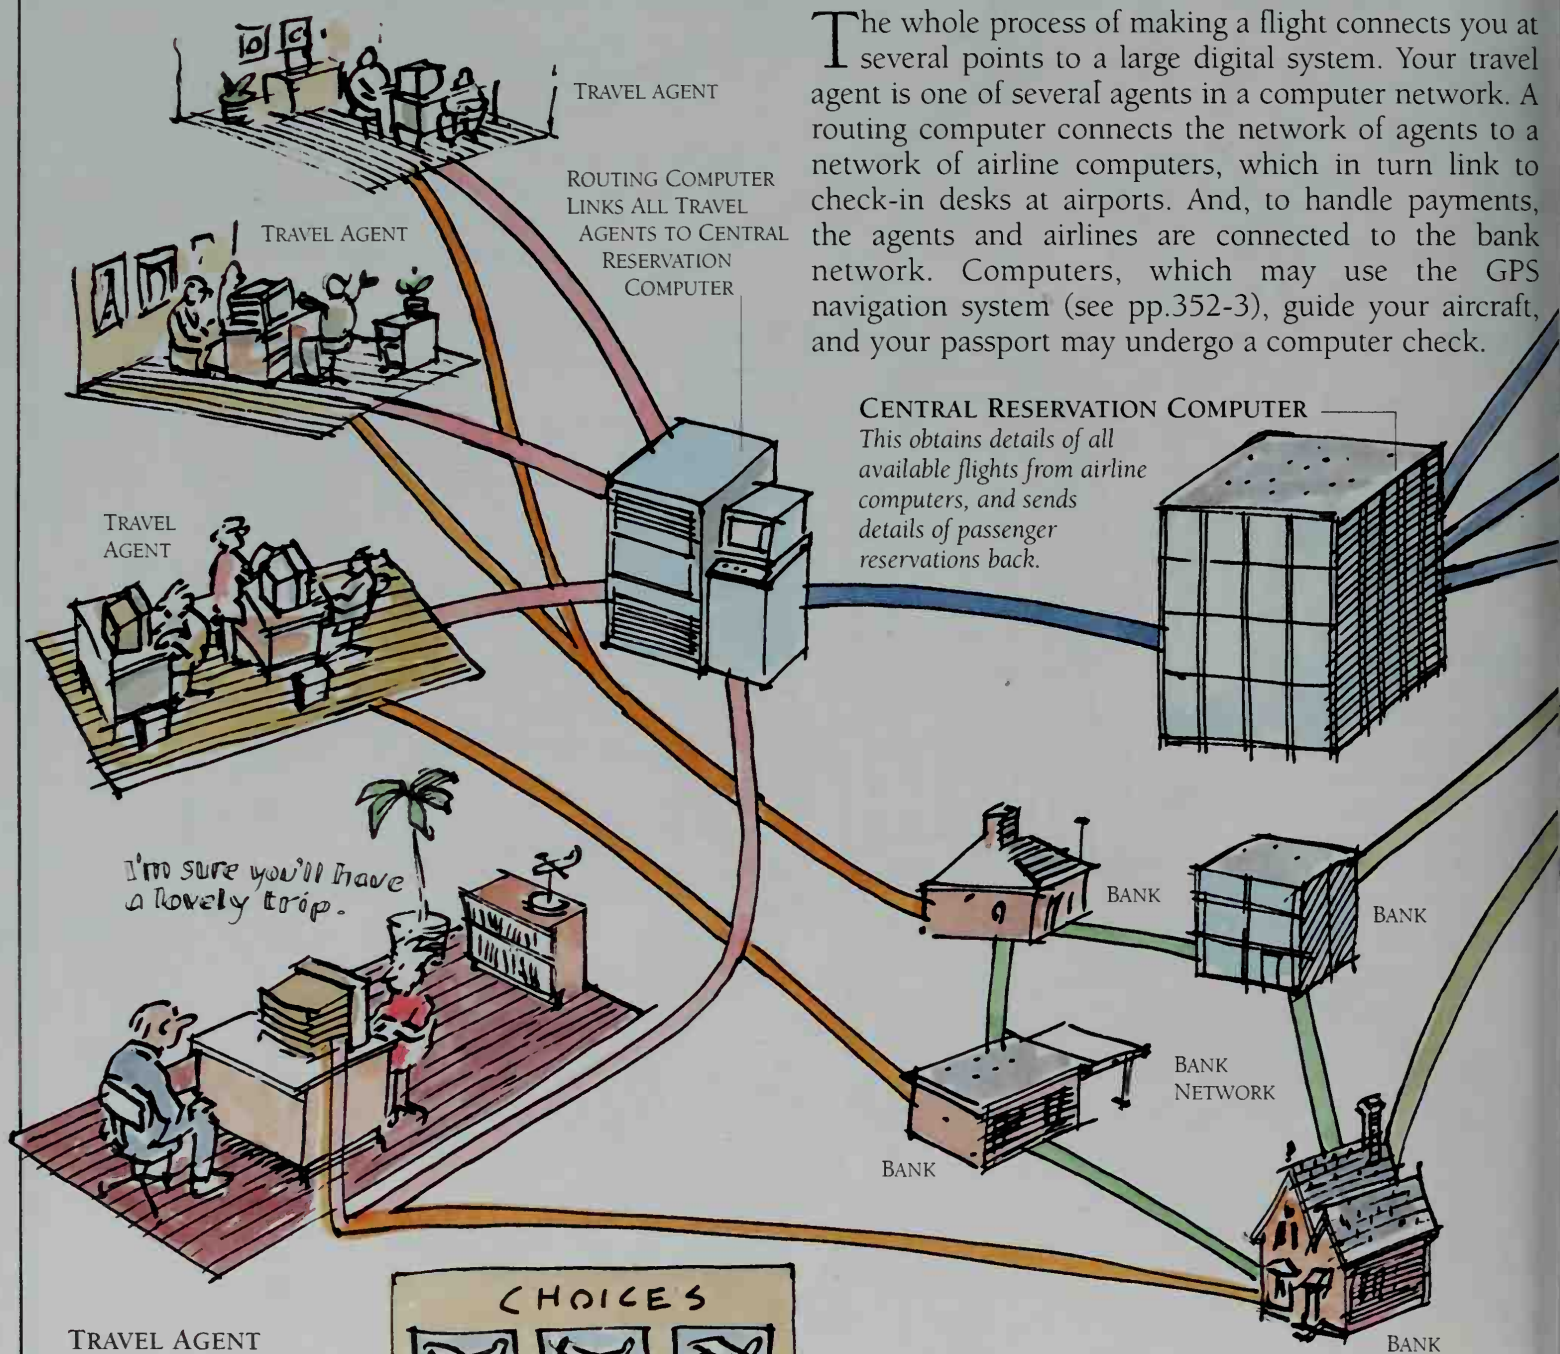 The whole process of making a flight connects you at
several points to a large digital system. Your travel
agent is one of several agents in a computer network. A
routing computer connects the network of agents to a
network of airline computers, which in turn link to
check-in desks at airports. And, to handle payments,
the agents and airlines are connected to the bank
network. Computers, which may use the GPS
navigation system (see pp.352-3), guide your aircraft,
and your passport may undergo a computer check.
TRAVEL AGENT
ROUTING COMPUTER
LINKS ALL TRAVEL
AGENTS TO CENTRAL
RESERVATION
COMPUTER
TRAVEL AGENT
CENTRAL RESERVATION COMPUTER
This obtains details of all
available flights from airline
computers, and sends
details of passenger
reservations back.
TRAVEL
AGENT
I'm sure you'll have
a lovely trip.
BANK
BANK
BANK
NETWORK
BANK
CHOICES
TRAVEL AGENT
BANK